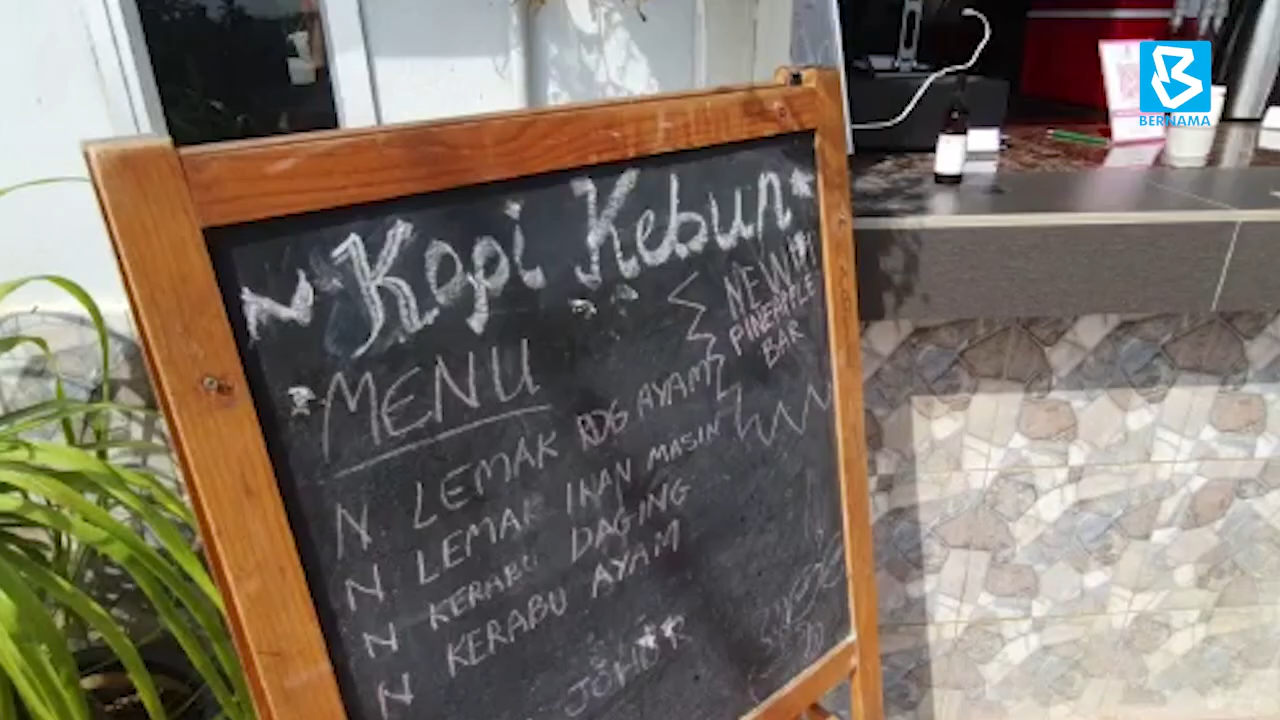 BERNAMA
~ Kopi Kebun *
NEW!!!
PINEAPPLE
BAR
MENU
N. LEMAK RDG AYAM
N LEMAK IKAN MASIN
N KERABU DAGING
N KERABU AYAM
JOHOR